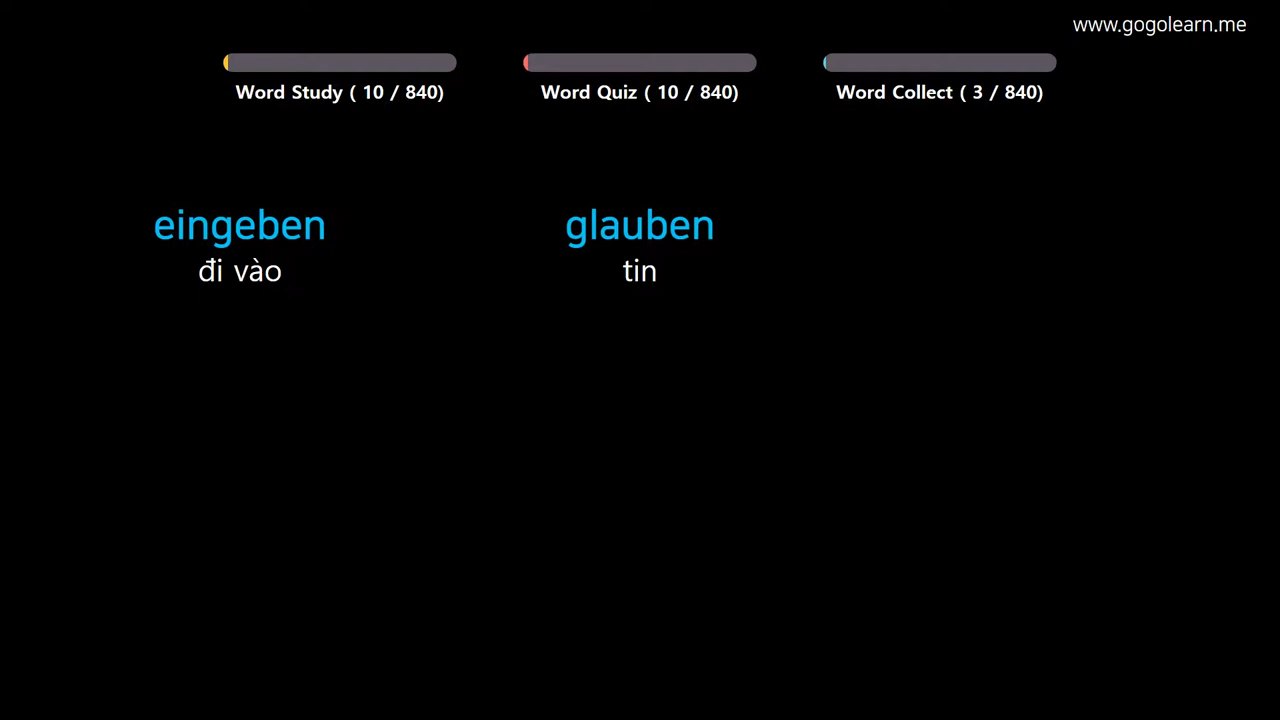 www.gogolearn.me
Word Study ( 10 / 840)
Word Quiz ( 10 / 840)
Word Collect ( 3 / 840)
eingeben
đi vào
glauben
tin